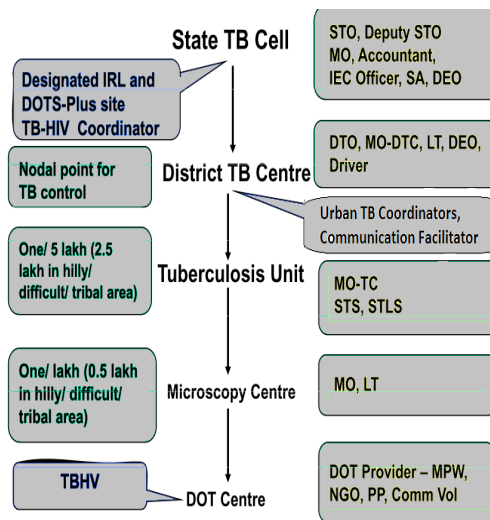 State TB Cell
STO, Deputy STO
MO, Accountant,
IEC Officer, SA, DEO
Designated IRL and
DOTS-Plus site
TB-HIV Coordinator
DTO, MO-DTC, LT, DEO,
Driver
Nodal point for
TB control
District TB Centre
Urban TB Coordinators,
Communication Facilitator
One/ 5 lakh (2.5
lakh in hilly/
difficult/ tribal area)
Tuberculosis Unit
MO-TC
STS, STLS
One/ lakh (0.5 lakh
in hilly/ difficult/
tribal area)
Microscopy Centre
MO, LT
TBHV
DOT Centre
DOT Provider – MPW,
NGO, PP, Comm Vol